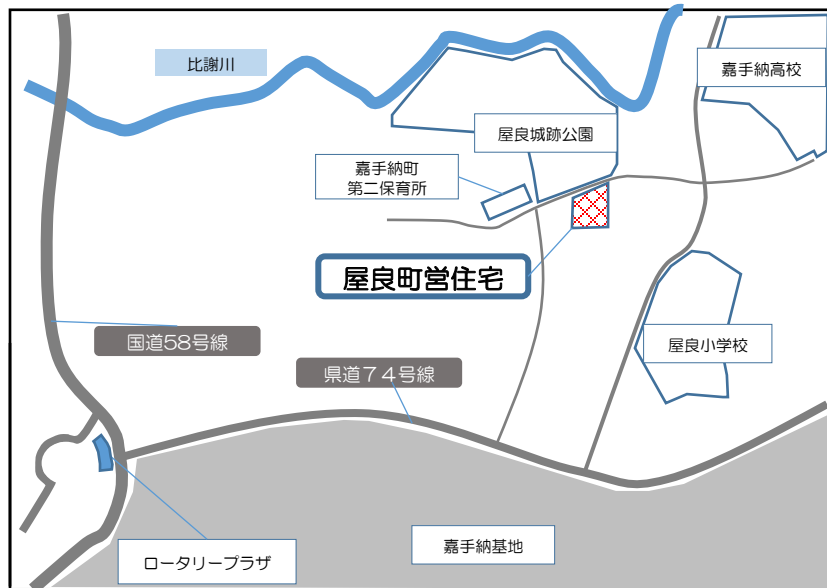 比謝川
嘉手納高校
屋良城跡公園
嘉手納町
第二保育所
屋良町営住宅
国道58号線
屋良小学校
県道７４号線
嘉手納基地
ロータリープラザ